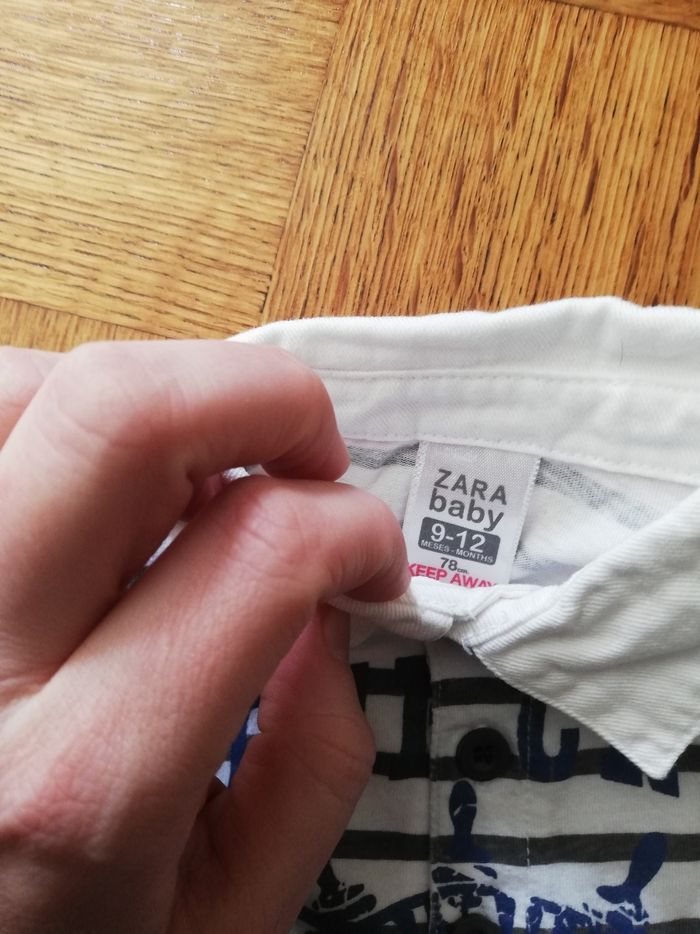 ZARA
baby
9-12
MESES - MONTHS
78cm.
KEEP AWAY